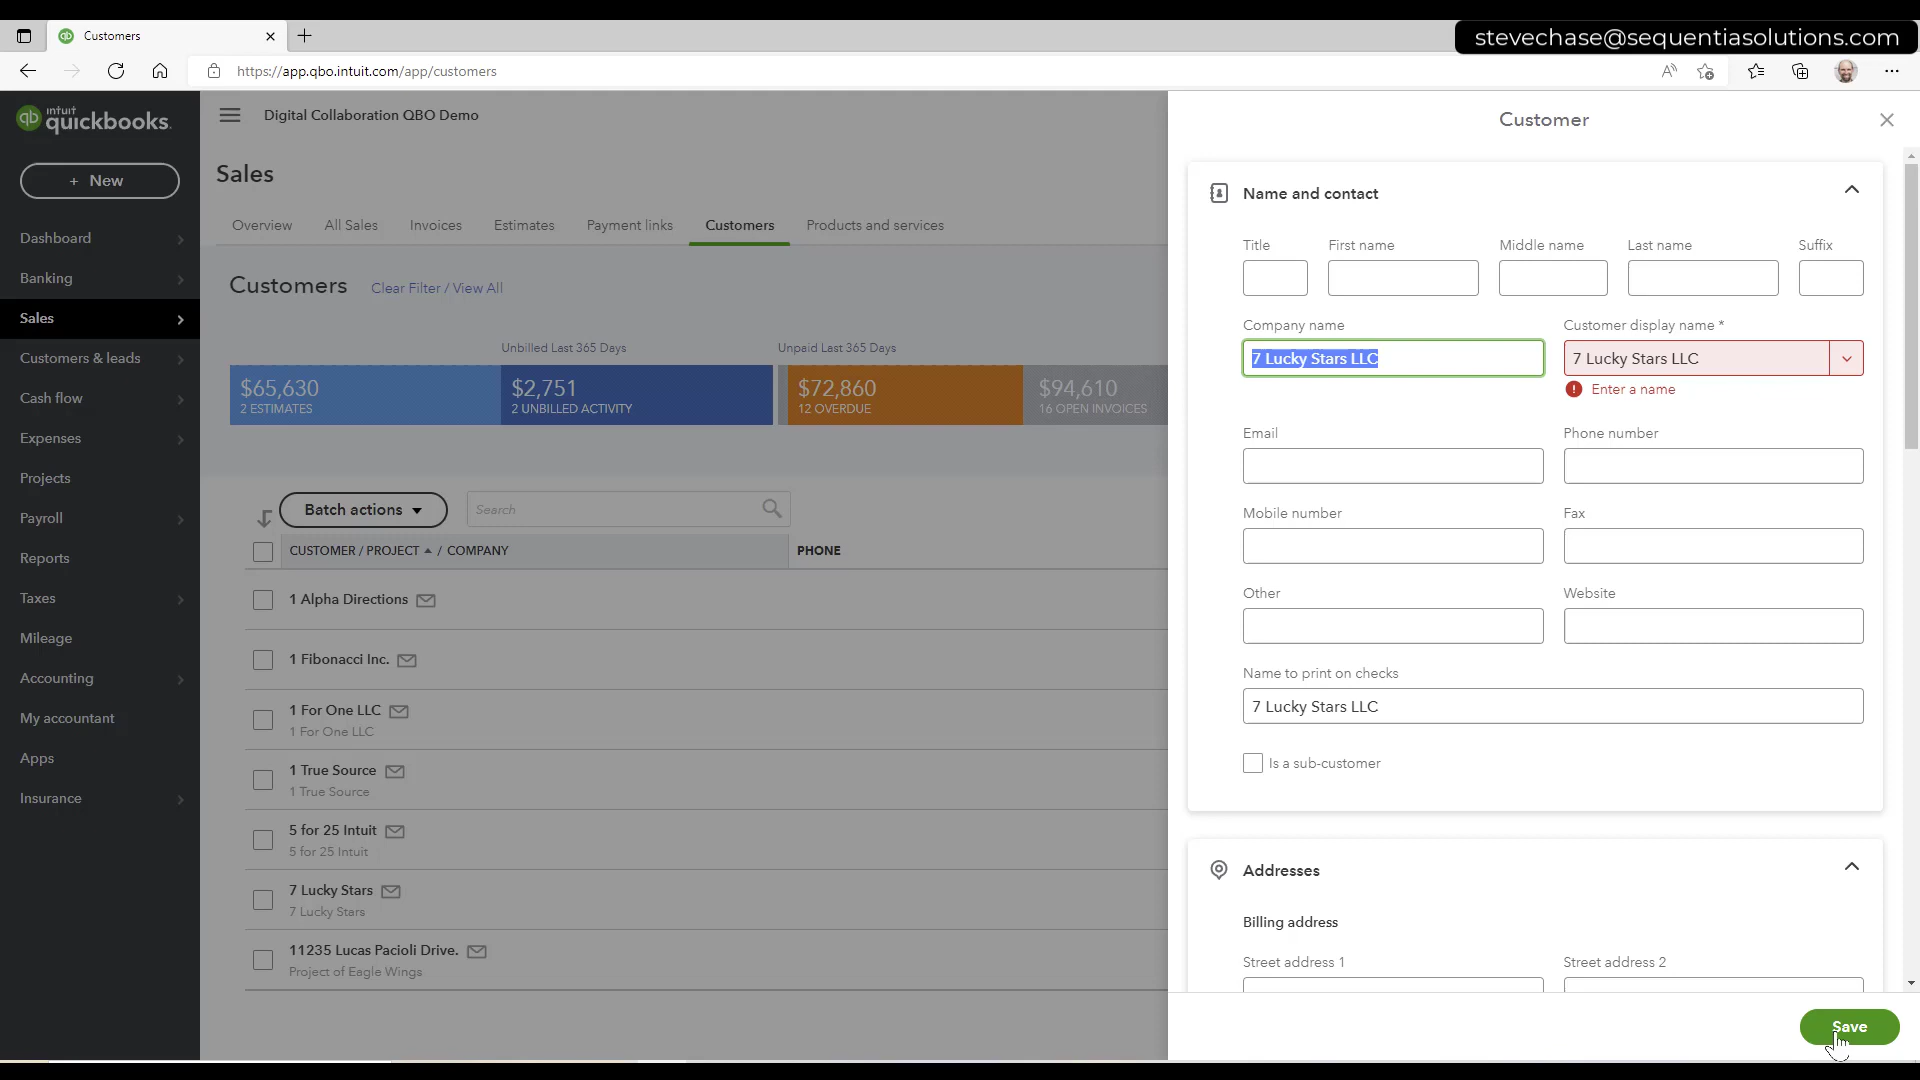 Customers
stevechase@sequentiasolutions.com
https://app.qbo.intuit.com/app/customers
intuit quickbooks.
Digital Collaboration QBO Demo
+ New
Dashboard
Banking
Sales
Customers & leads
Cash flow
Expenses
Projects
Payroll
Reports
Taxes
Mileage
Accounting
My accountant
Apps
Insurance
Sales
Overview All Sales Invoices Estimates Payment links Customers Products and services
Customers Clear Filter / View All
Unbilled Last 365 Days Unpaid Last 365 Days
$65,630 $2,751 $72,860 $94,610
2 ESTIMATES 2 UNBILLED ACTIVITY 12 OVERDUE 16 OPEN INVOICES
Batch actions Search
CUSTOMER / PROJECT / COMPANY PHONE
1 Alpha Directions
1 Fibonacci Inc.
1 For One LLC
1 For One LLC
1 True Source
1 True Source
5 for 25 Intuit
5 for 25 Intuit
7 Lucky Stars
7 Lucky Stars
11235 Lucas Pacioli Drive.
Project of Eagle Wings
Customer
Name and contact
Title First name Middle name Last name Suffix
Company name Customer display name *
7 Lucky Stars LLC 7 Lucky Stars LLC
Enter a name
Email Phone number
Mobile number Fax
Other Website
Name to print on checks
7 Lucky Stars LLC
Is a sub-customer
Addresses
Billing address
Street address 1 Street address 2
Save